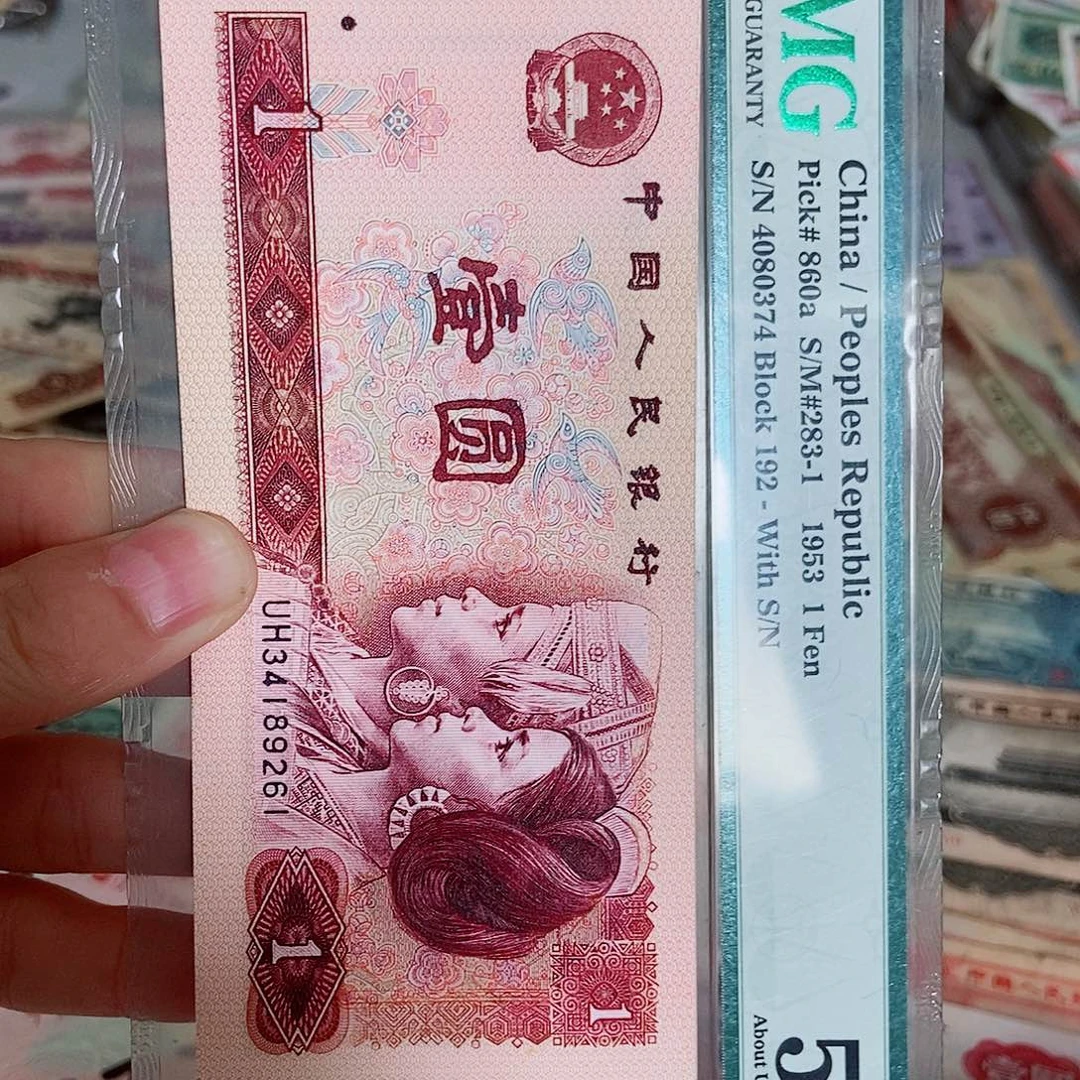 MG
GUARANTY
China / Peoples Republic
Pick# 860a S/M#283-1 1953 1 Fen
S/N 4080374 Block 192 - With S/N
5
About U
中国人民银行
壹圆
1
UH34189261
1
1